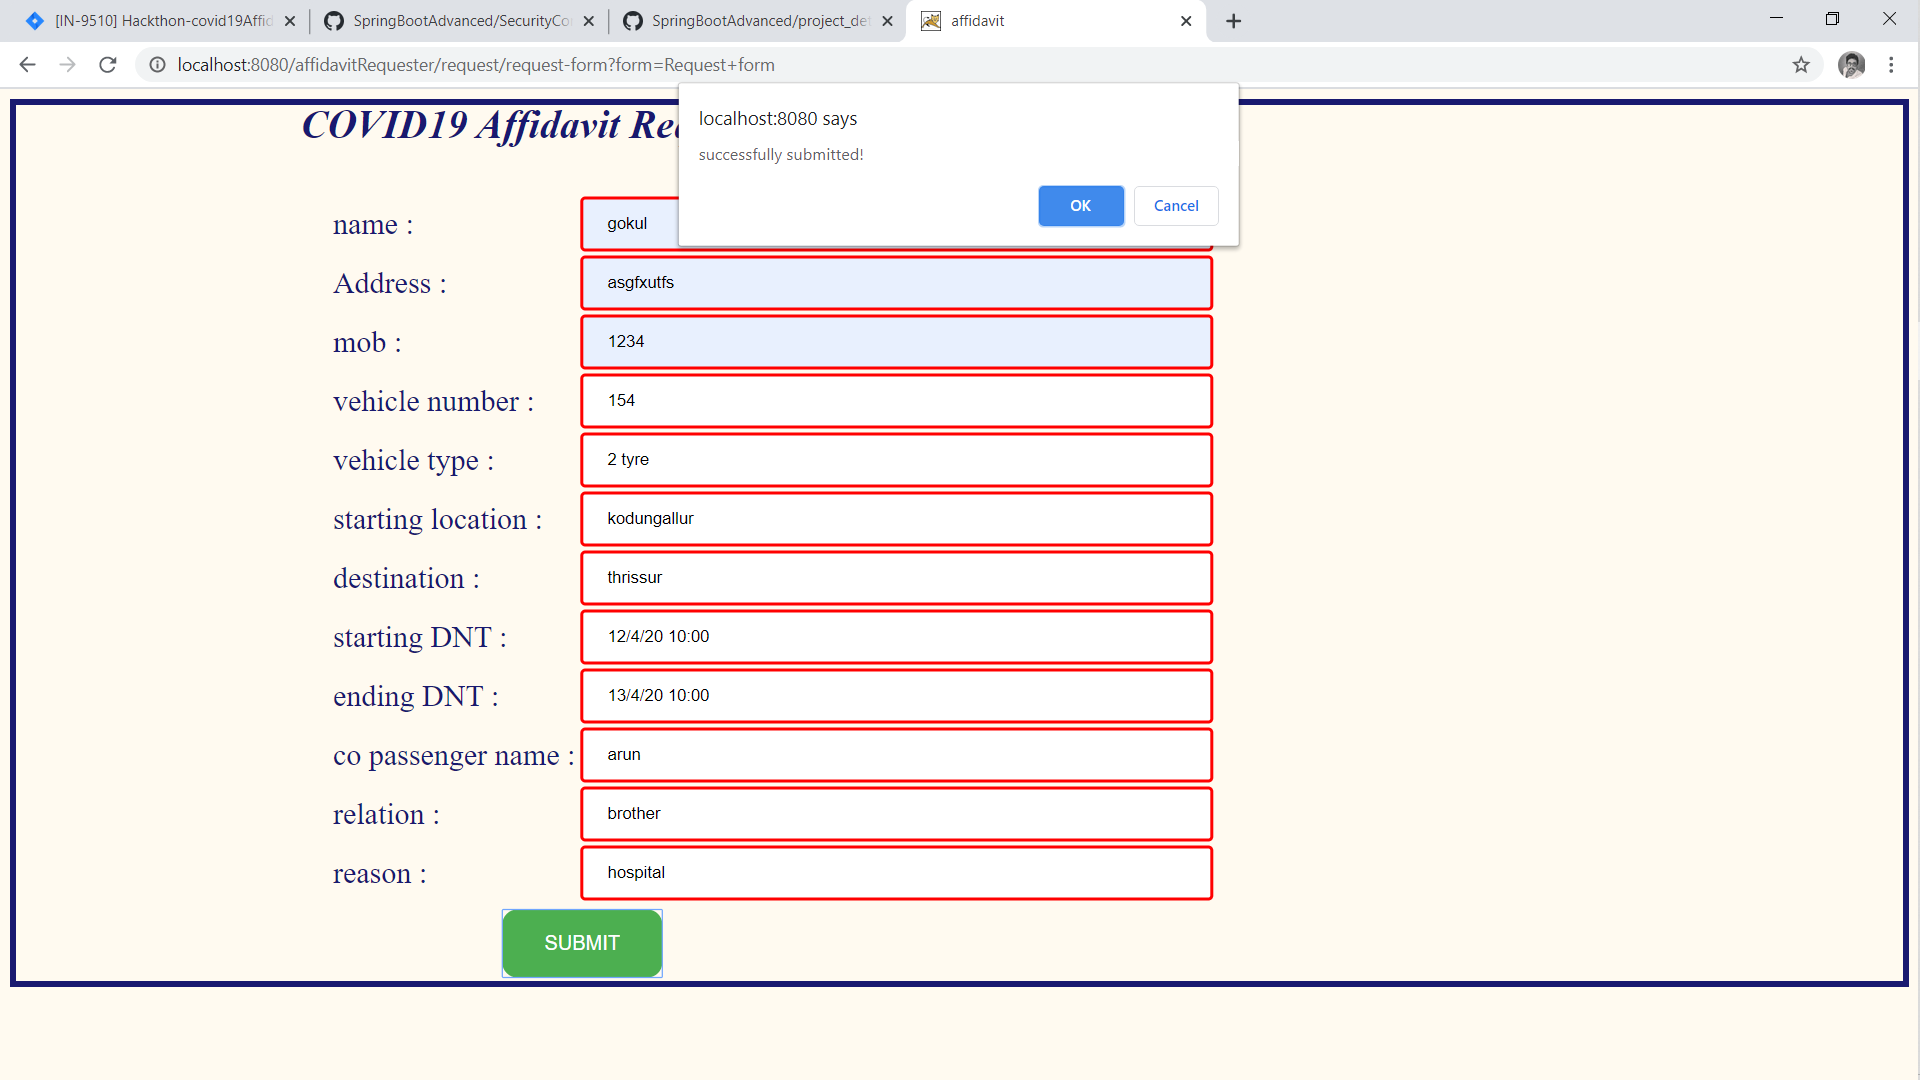 [IN-9510] Hackthon-covid19Affid
SpringBootAdvanced/SecurityCo
SpringBootAdvanced/project_det
affidavit
localhost:8080/affidavitRequester/request/request-form?form=Request+form
COVID19 Affidavit Re
localhost:8080 says
successfully submitted!
OK Cancel
name : gokul
Address : asgfxutfs
mob : 1234
vehicle number : 154
vehicle type : 2 tyre
starting location : kodungallur
destination : thrissur
starting DNT : 12/4/20 10:00
ending DNT : 13/4/20 10:00
co passenger name : arun
relation : brother
reason : hospital
SUBMIT